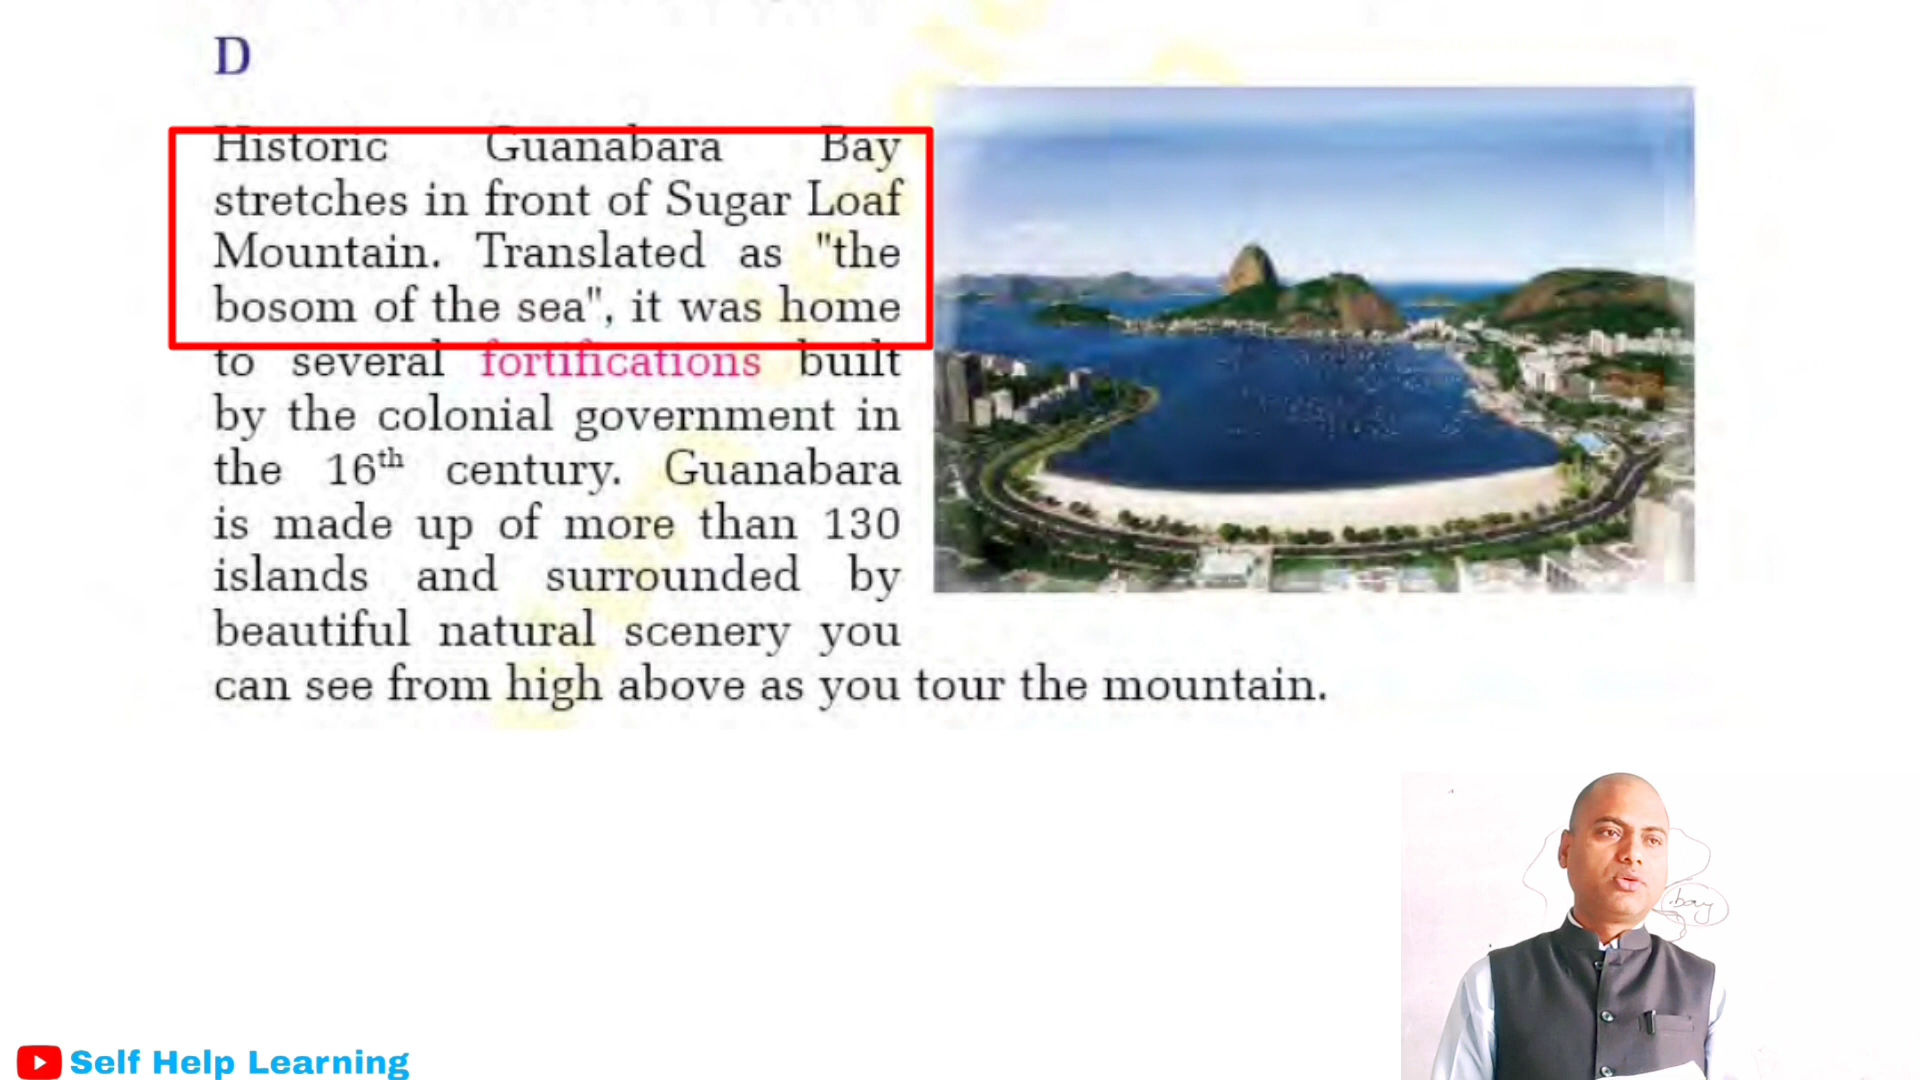 D
Historic Guanabara Bay
stretches in front of Sugar Loaf
Mountain. Translated as "the
bosom of the sea", it was home
to several fortifications built
by the colonial government in
the 16th century. Guanabara
is made up of more than 130
islands and surrounded by
beautiful natural scenery you
can see from high above as you tour the mountain.
bay
Self Help Learning